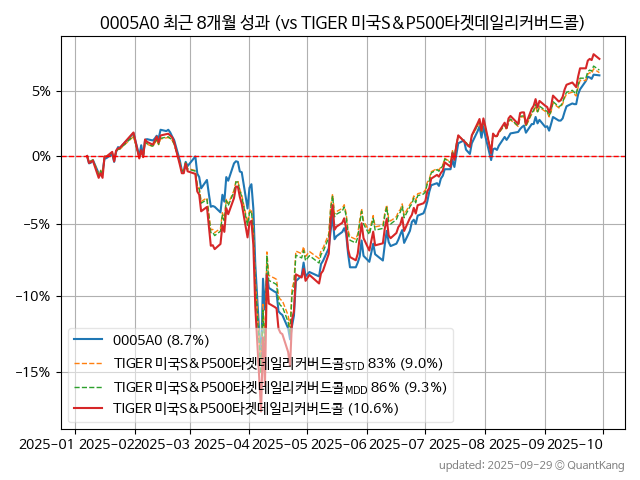 0005A0 최근 8개월 성과 (vs TIGER 미국S&P500타겟데일리커버드콜)
5%
0%
−5%
−10%
−15%
0005A0 (8.7%)
TIGER 미국S&P500타겟데일리커버드콜STD 83% (9.0%)
TIGER 미국S&P500타겟데일리커버드콜MDD 86% (9.3%)
TIGER 미국S&P500타겟데일리커버드콜 (10.6%)
2025-01 2025-02 2025-03 2025-04 2025-05 2025-06 2025-07 2025-08 2025-09 2025-10
updated: 2025-09-29 © QuantKang